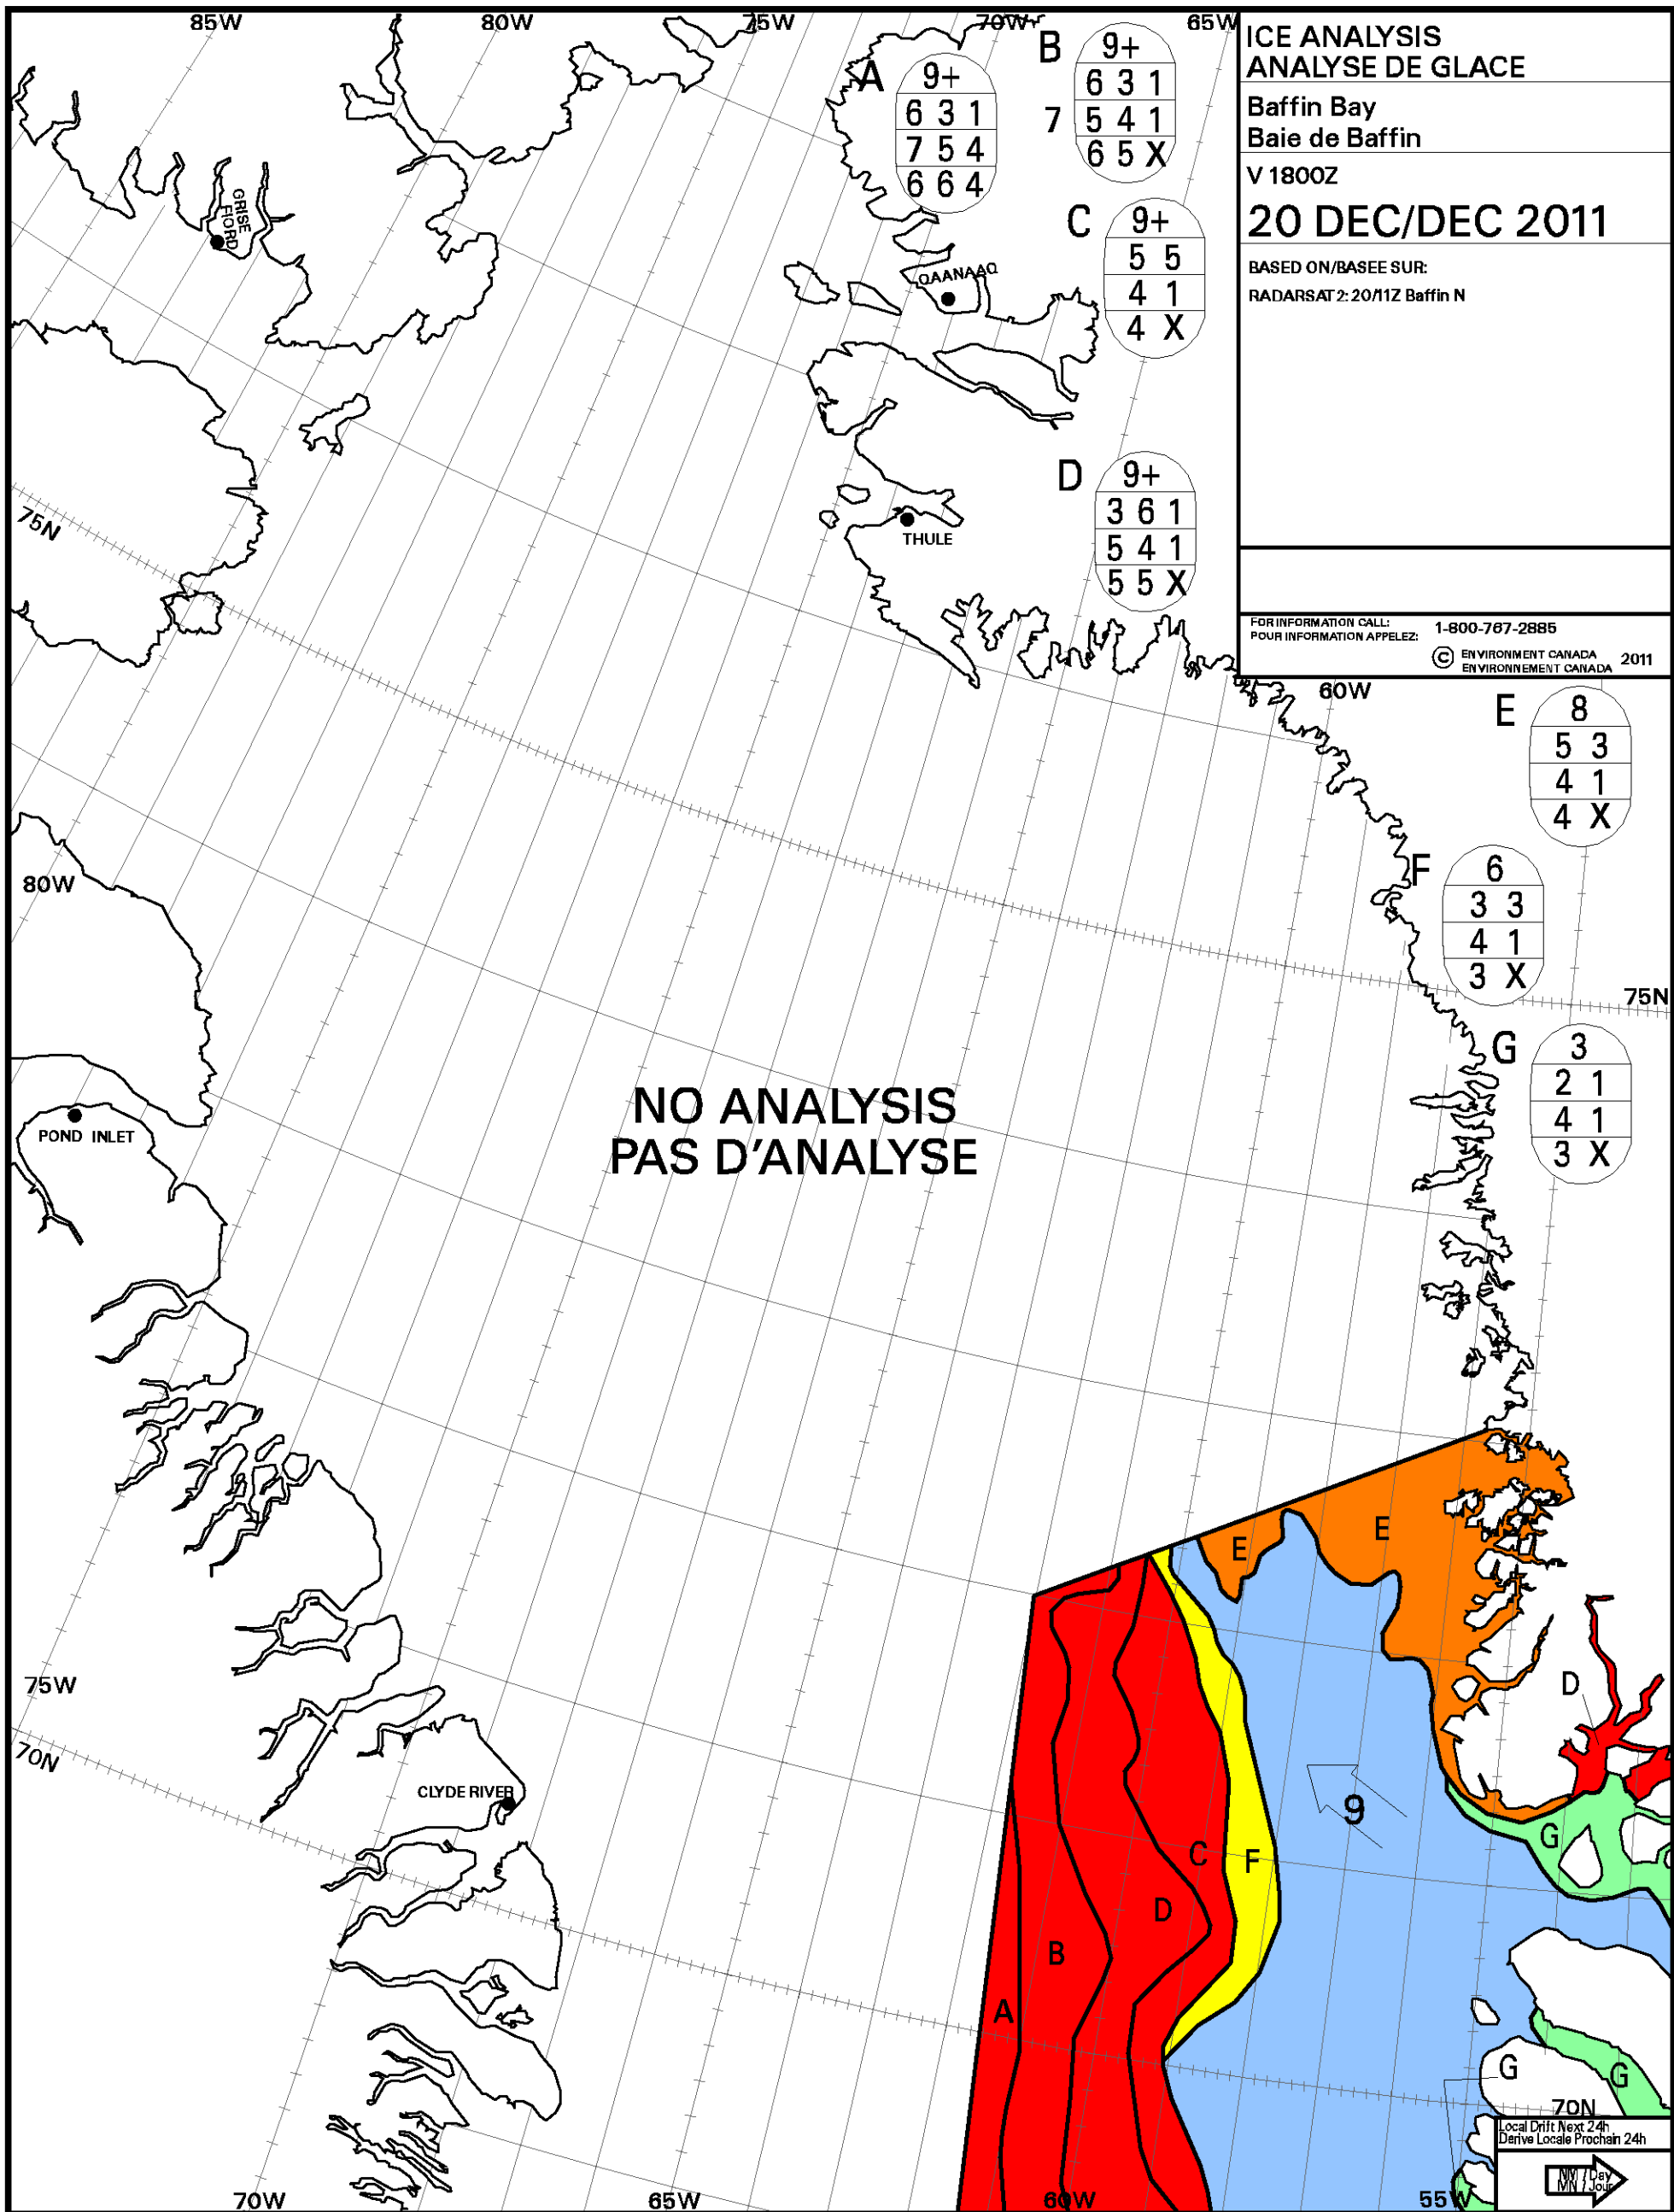 85W
80W
75W
70W
65W
ICE ANALYSIS
ANALYSE DE GLACE
Baffin Bay
Baie de Baffin
V 1800Z
20 DEC/DEC 2011
BASED ON/BASEE SUR:
RADARSAT 2: 20/11Z Baffin N
FOR INFORMATION CALL:
POUR INFORMATION APPELEZ:
1-800-767-2885
© ENVIRONMENT CANADA
ENVIRONNEMENT CANADA
2011
A
9+
6 3 1
7 5 4
6 6 4
B
9+
6 3 1
7 5 4 1
6 5 X
C
9+
5 5
4 1
4 X
D
9+
3 6 1
5 4 1
5 5 X
GRISE
FIORD
QAANAAQ
THULE
75N
60W
E
8
5 3
4 1
4 X
F
6
3 3
4 1
3 X
80W
75N
G
3
2 1
4 1
3 X
NO ANALYSIS
PAS D'ANALYSE
POND INLET
E
E
D
75W
70N
CLYDE RIVER
9
G
C
F
D
B
A
G
G
70N
Local Drift Next 24h
Derive Locale Prochain 24h
NM / Day
MN / Jour
70W
65W
60W
55W